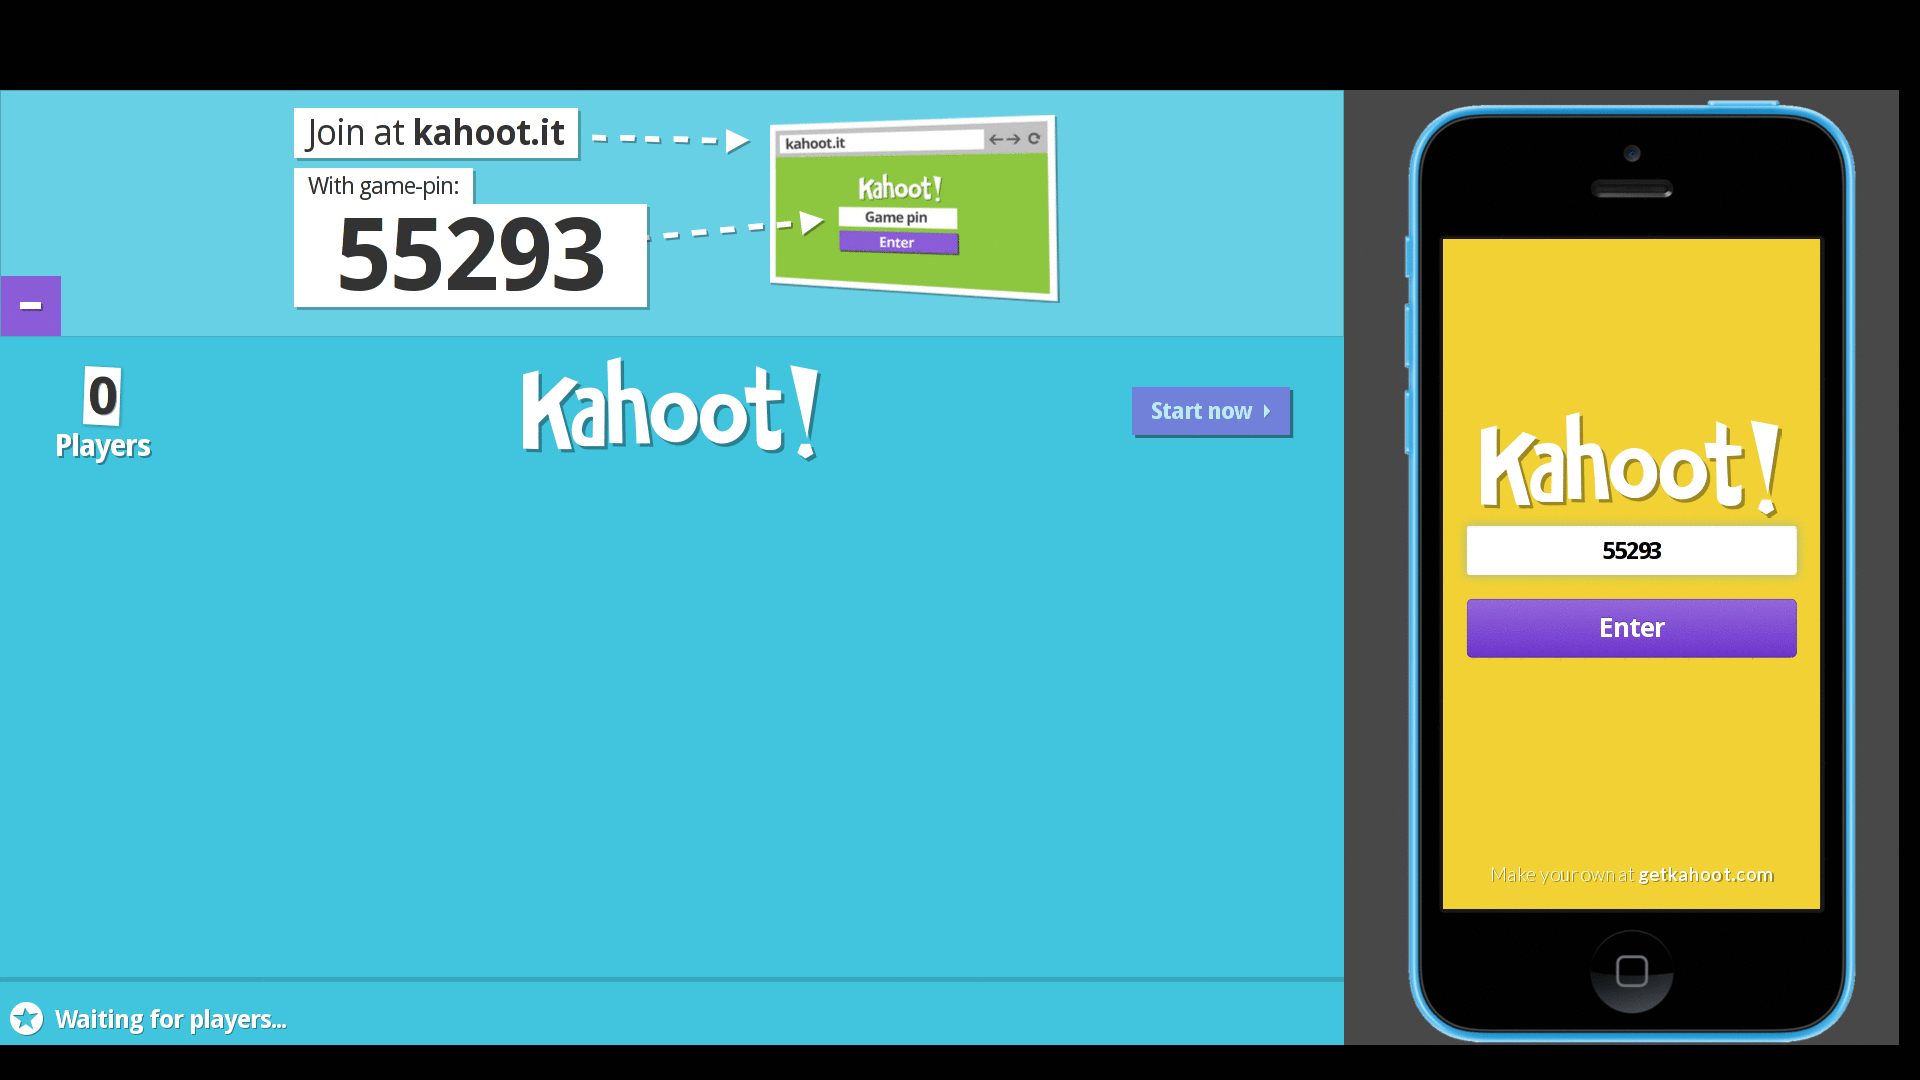 Join at kahoot.it
With game-pin:
55293
kahoot.it
Kahoot!
Game pin
Enter
0
Players
Kahoot!
Start now
Waiting for players...
Kahoot!
55293
Enter
Make your own at getkahoot.com